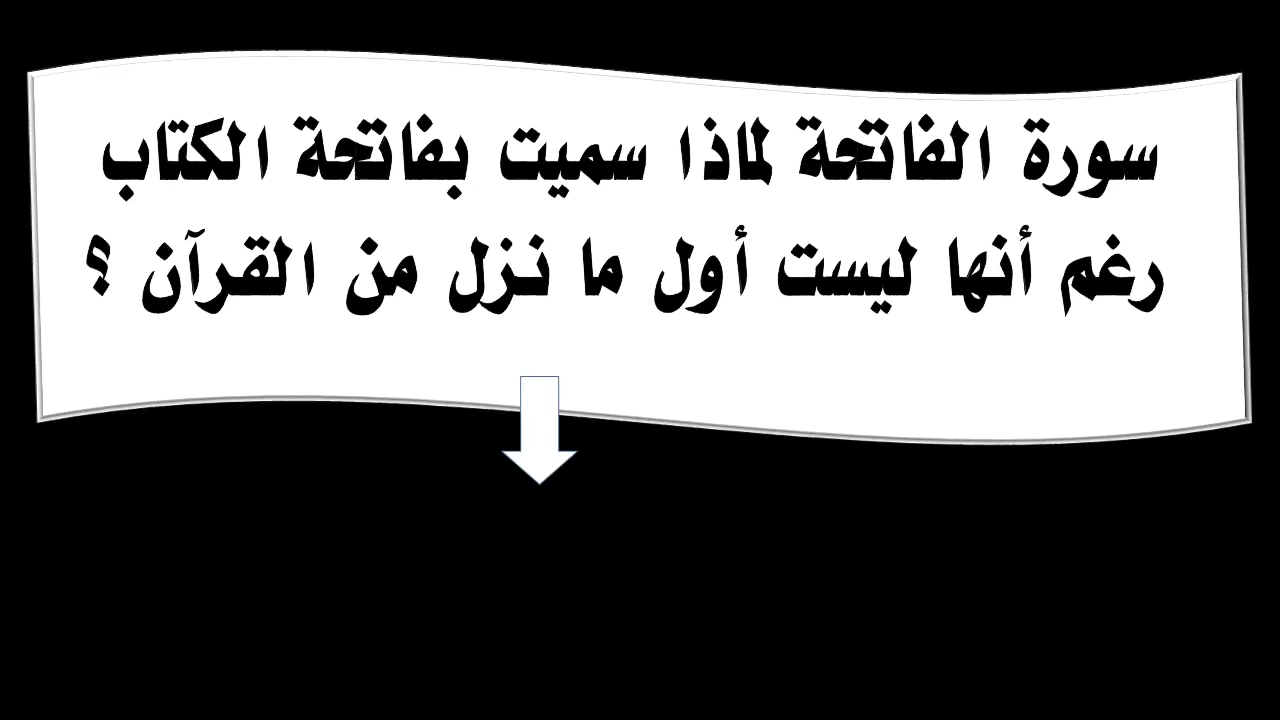 سورة الفاتحة لماذا سميت بفاتحة الكتاب
رغم أنها ليست أول ما نزل من القرآن ؟